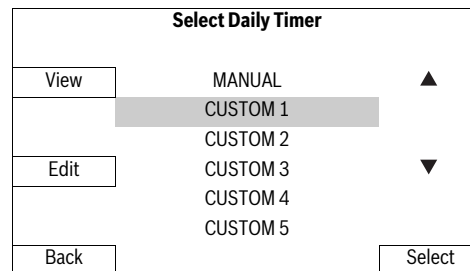 Select Daily Timer
View MANUAL ▲
CUSTOM 1
CUSTOM 2
Edit CUSTOM 3 ▼
CUSTOM 4
CUSTOM 5
Back Select